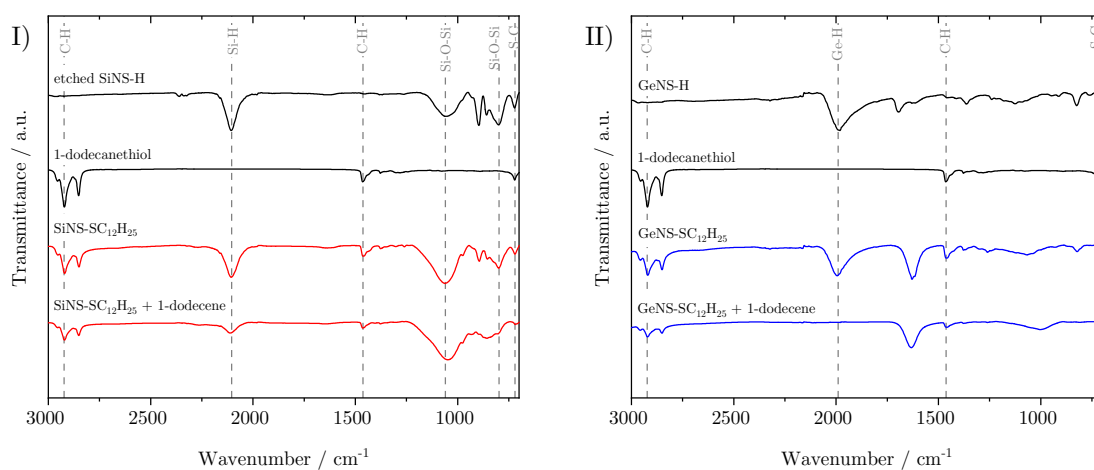 I)
C-H
Si-H
C-H
Si-O-Si
Si-O-Si
S-C
etched SiNS-H
1-dodecanethiol
SiNS-SC₁₂H₂₅
SiNS-SC₁₂H₂₅ + 1-dodecene
Transmittance / a.u.
3000 2500 2000 1500 1000
Wavenumber / cm⁻¹
II)
C-H
Ge-H
C-H
GeNS-H
1-dodecanethiol
GeNS-SC₁₂H₂₅
GeNS-SC₁₂H₂₅ + 1-dodecene
Transmittance / a.u.
3000 2500 2000 1500 1000
Wavenumber / cm⁻¹